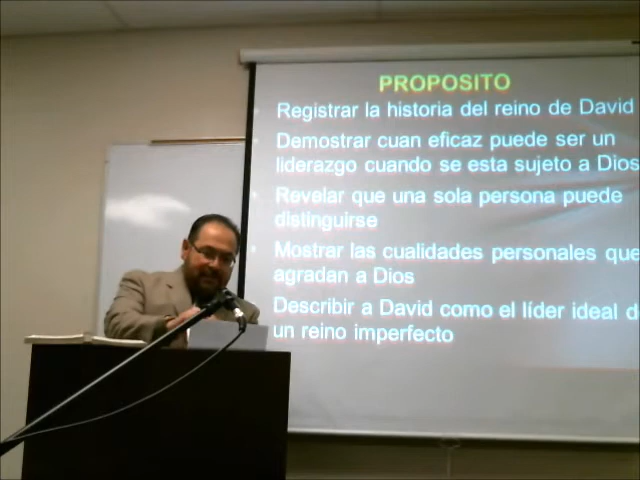 PROPOSITO
Registrar la historia del reino de David
Demostrar cuan eficaz puede ser un
liderazgo cuando se esta sujeto a Dios
Revelar que una sola persona puede
distinguirse
Mostrar las cualidades personales que
agradan a Dios
Describir a David como el líder ideal
un reino imperfecto